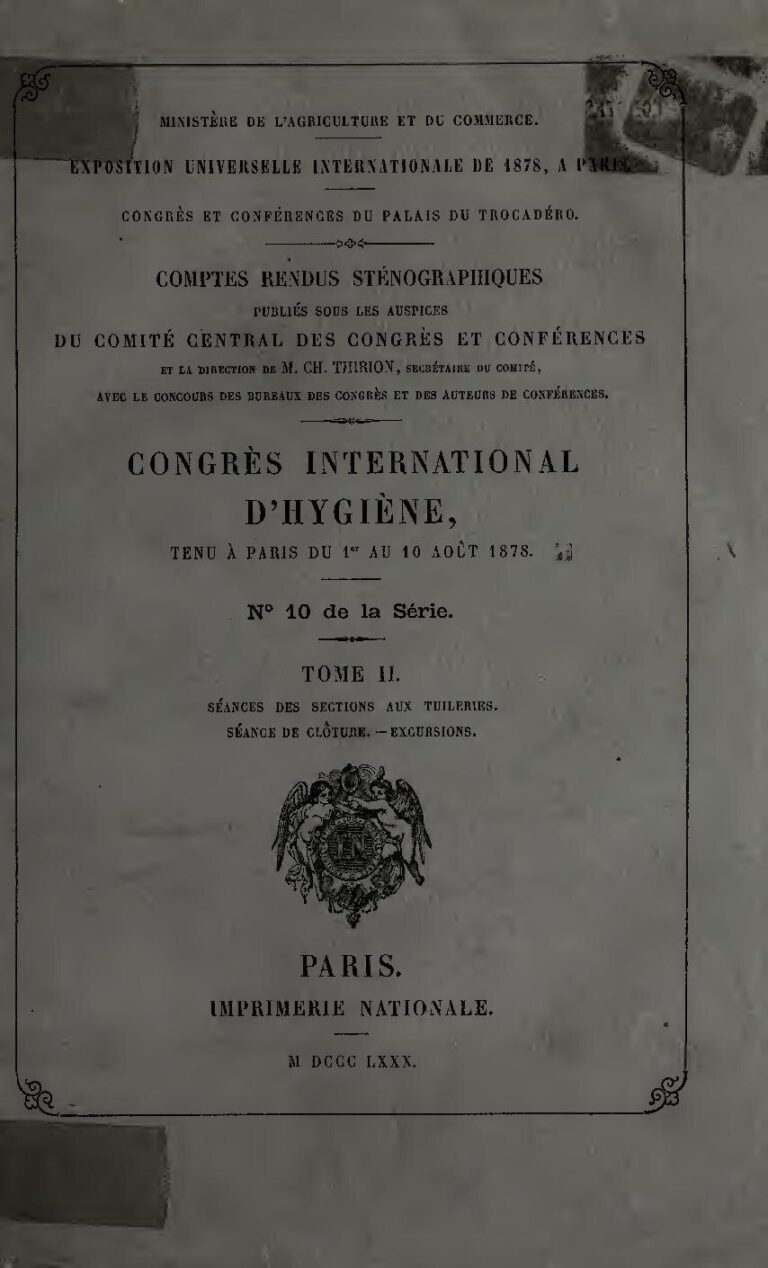 MINISTÈRE DE L'AGRICULTURE ET DU COMMERCE.
EXPOSITION UNIVERSELLE INTERNATIONALE DE 1878, A PARIS.
CONGRÈS ET CONFÉRENCES DU PALAIS DU TROCADÉRO.
COMPTES RENDUS STÉNOGRAPHIQUES
PUBLIÉS SOUS LES AUSPICES
DU COMITÉ CENTRAL DES CONGRÈS ET CONFÉRENCES
ET LA DIRECTION DE M. CH. THIRION, SECRÉTAIRE DU COMITÉ,
AVEC LE CONCOURS DES BUREAUX DES CONGRÈS ET DES AUTEURS DE CONFÉRENCES.
CONGRÈS INTERNATIONAL
D'HYGIÈNE,
TENU À PARIS DU 1er AU 10 AOÛT 1878.
N° 10 de la Série.
TOME II.
SÉANCES DES SECTIONS AUX TUILERIES.
SÉANCE DE CLÔTURE. — EXCURSIONS.
IN
PARIS.
IMPRIMERIE NATIONALE.
M DCCC LXXX.